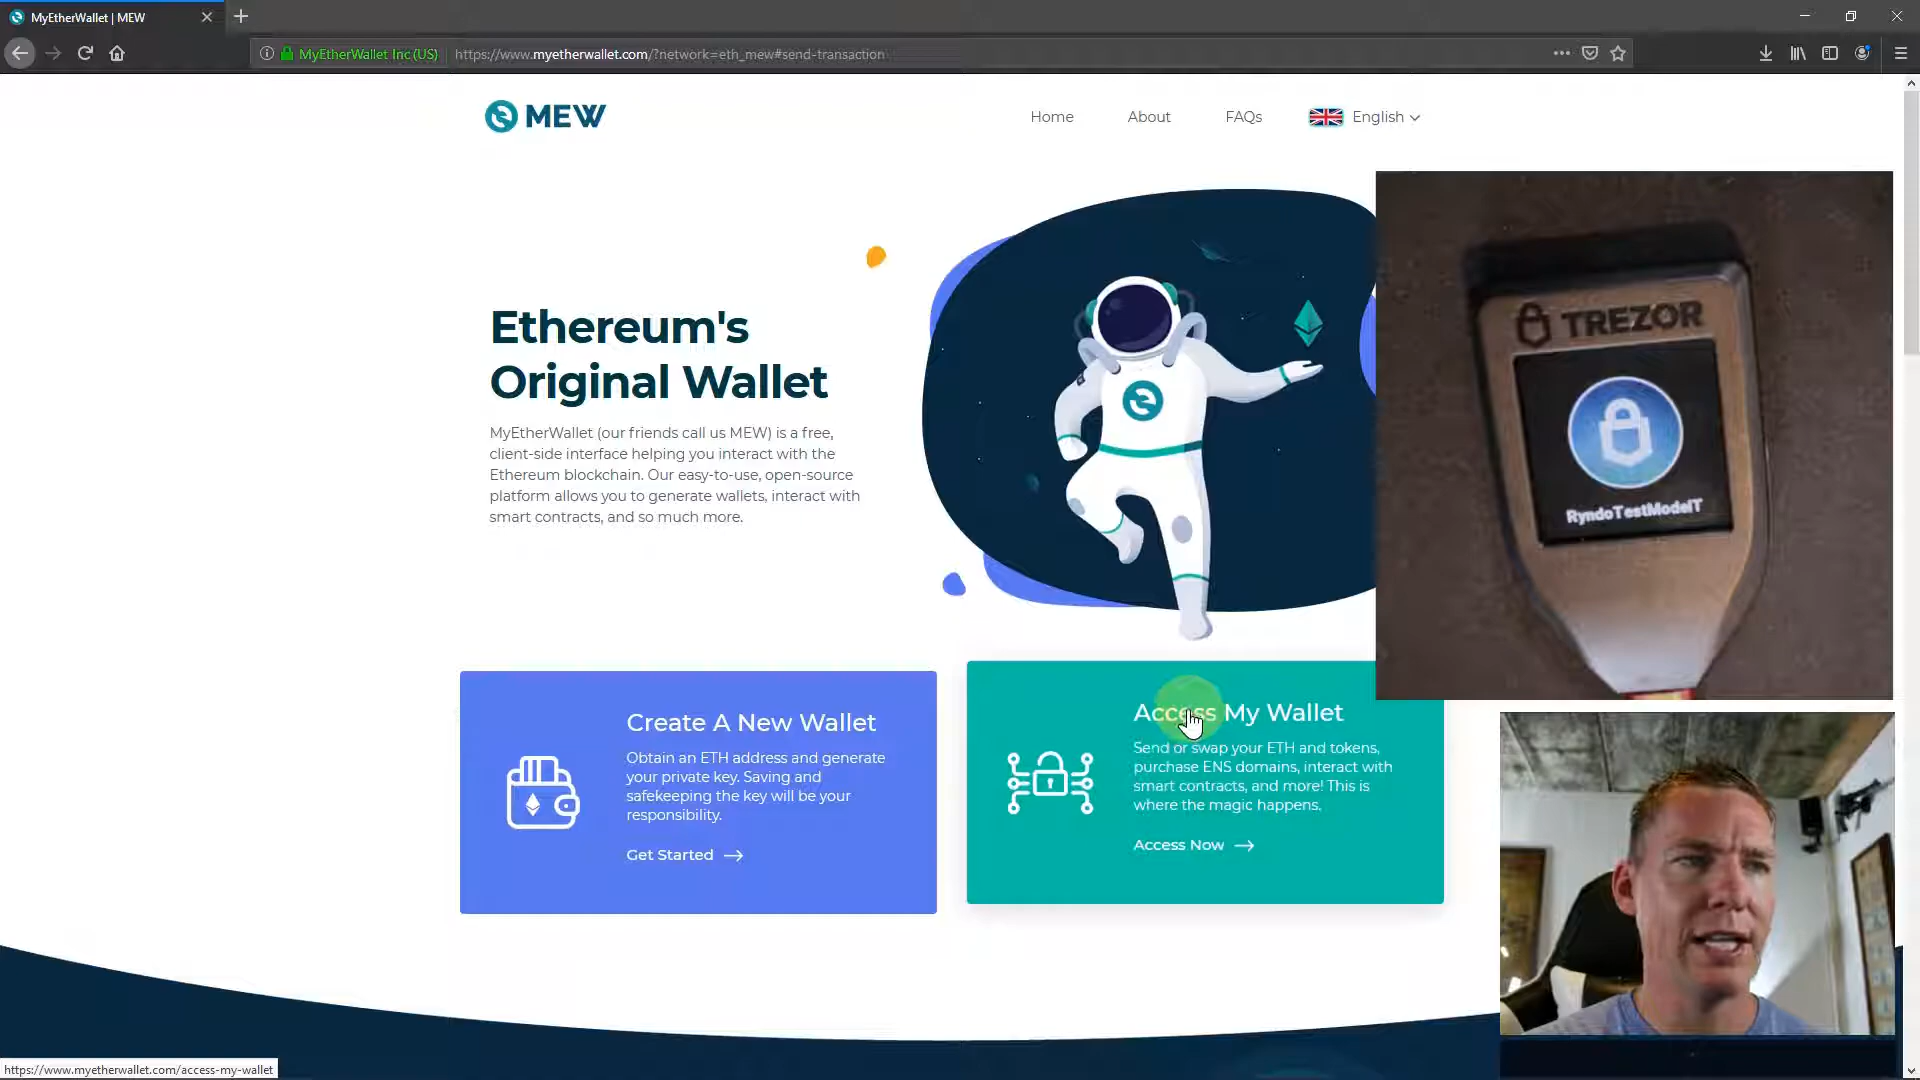 MyEtherWallet | MEW
MyEtherWallet Inc (US)
https://www.myetherwallet.com/?network=eth_mew#send-transaction
MEW
Home
About
FAQs
English
Ethereum's
Original Wallet
MyEtherWallet (our friends call us MEW) is a free,
client-side interface helping you interact with the
Ethereum blockchain. Our easy-to-use, open-source
platform allows you to generate wallets, interact with
smart contracts, and so much more.
TREZOR
RyndoTestModelT
Create A New Wallet
Obtain an ETH address and generate
your private key. Saving and
safekeeping the key will be your
responsibility.
Get Started
Access My Wallet
Send or swap your ETH and tokens,
purchase ENS domains, interact with
smart contracts, and more! This is
where the magic happens.
Access Now
https://www.myetherwallet.com/access-my-wallet